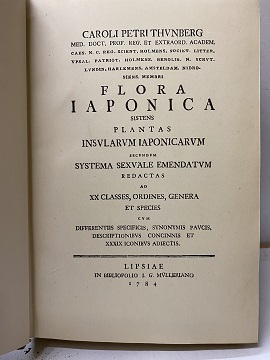 CAROLI PETRI THVNBERG
MED. DOCT. PROF. REG. ET EXTRAORD. ACADEM.
CAES. N. C. REG. SCIENT. HOLMENS. SOCIET. LITTER.
VPSAL. PATRIOT. HOLMENS. BEROLIN. N. SCRVT.
LVNDIN. HARLEMENS. AMSTELDAM. NIDRO-
SIENS. MEMBRI
FLORA
IAPONICA
SISTENS
PLANTAS
INSVLARVM IAPONICARVM
SECVNDVM
SYSTEMA SEXVALE EMENDATVM
REDACTAS
AD
XX CLASSES, ORDINES, GENERA
ET SPECIES
CVM
DIFFERENTIIS SPECIFICIS, SYNONYMIS PAVCIS,
DESCRIPTIONIBVS CONCINNIS ET
XXXIX ICONIBVS ADIECTIS.
LIPSIAE
IN BIBLIOPOLIO I. G. MVLLERIANO
1784